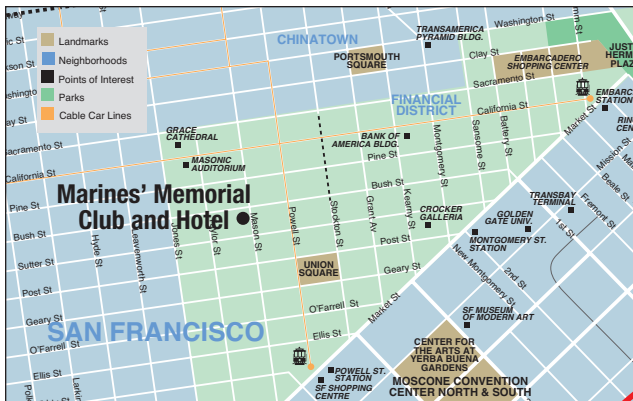 Landmarks
Neighborhoods
Points of Interest
Parks
Cable Car Lines
CHINATOWN
TRANSAMERICA
PYRAMID BLDG.
Washington St
PORTSMOUTH
SQUARE
Clay St
EMBARCADERO
SHOPPING CENTER
Sacramento St
FINANCIAL
DISTRICT
California St
Market St
GRACE
CATHEDRAL
MASONIC
AUDITORIUM
BANK OF
AMERICA BLDG.
Pine St
Montgomery St
Sansome St
Battery St
Mission St
Beale St
Fremont St
1st St
Sacramento St
California St
Marines' Memorial
Club and Hotel
Bush St
Pine St
Bush St
Sutter St
Post St
Geary St
O'Farrell St
Ellis St
Hyde St
Leavenworth St
Jones St
Taylor St
Mason St
Powell St
Stockton St
Grant Av
Kearny St
CROCKER
GALLERIA
TRANSBAY
TERMINAL
GOLDEN
GATE UNIV.
MONTGOMERY ST.
STATION
Post St
Geary St
UNION
SQUARE
New Montgomery St
2nd St
Market St
O'Farrell St
Ellis St
SAN FRANCISCO
SF MUSEUM
OF MODERN ART
CENTER FOR
THE ARTS AT
YERBA BUENA
GARDENS
MOSCONE CONVENTION
CENTER NORTH & SOUTH
POWELL ST.
STATION
SF SHOPPING
CENTRE